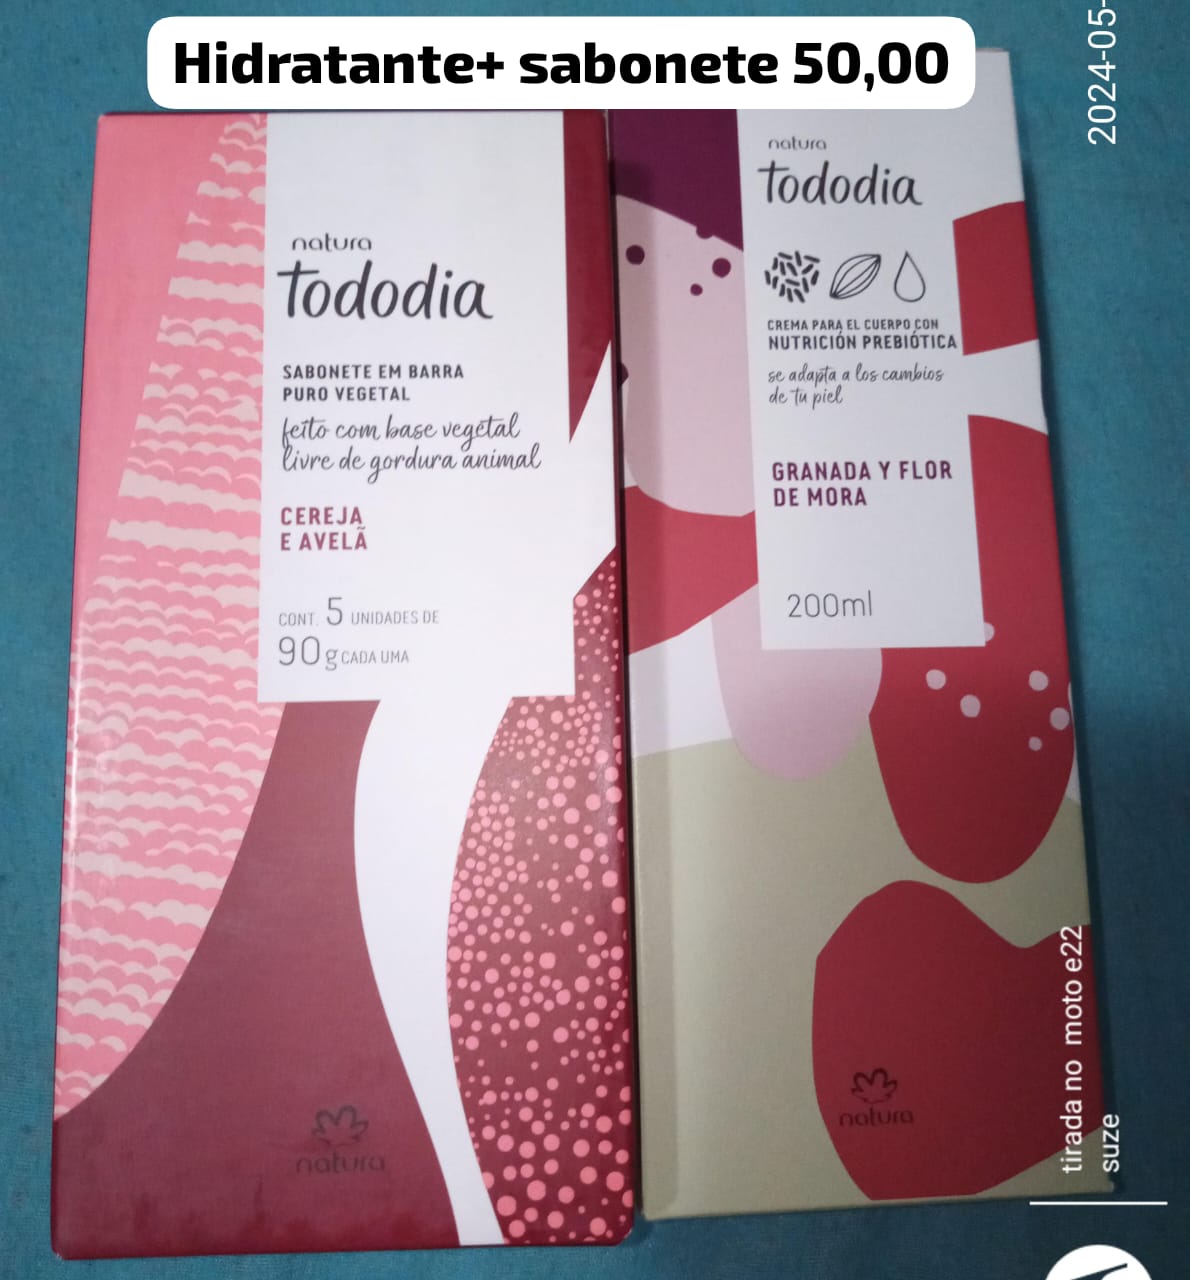 Hidratante+ sabonete 50,00
natura
Tododia
SABONETE EM BARRA
PURO VEGETAL
feito com base vegetal
livre de gordura animal
CEREJA
E AVELÃ
CONT. 5 UNIDADES DE
90g CADA UMA
natura
natura
Tododia
CREMA PARA EL CUERPO CON
NUTRICIÓN PREBIÓTICA
se adapta a los cambios
de tu piel
GRANADA Y FLOR
DE MORA
200ml
natura
2024-05-
tirada no moto e22
suze